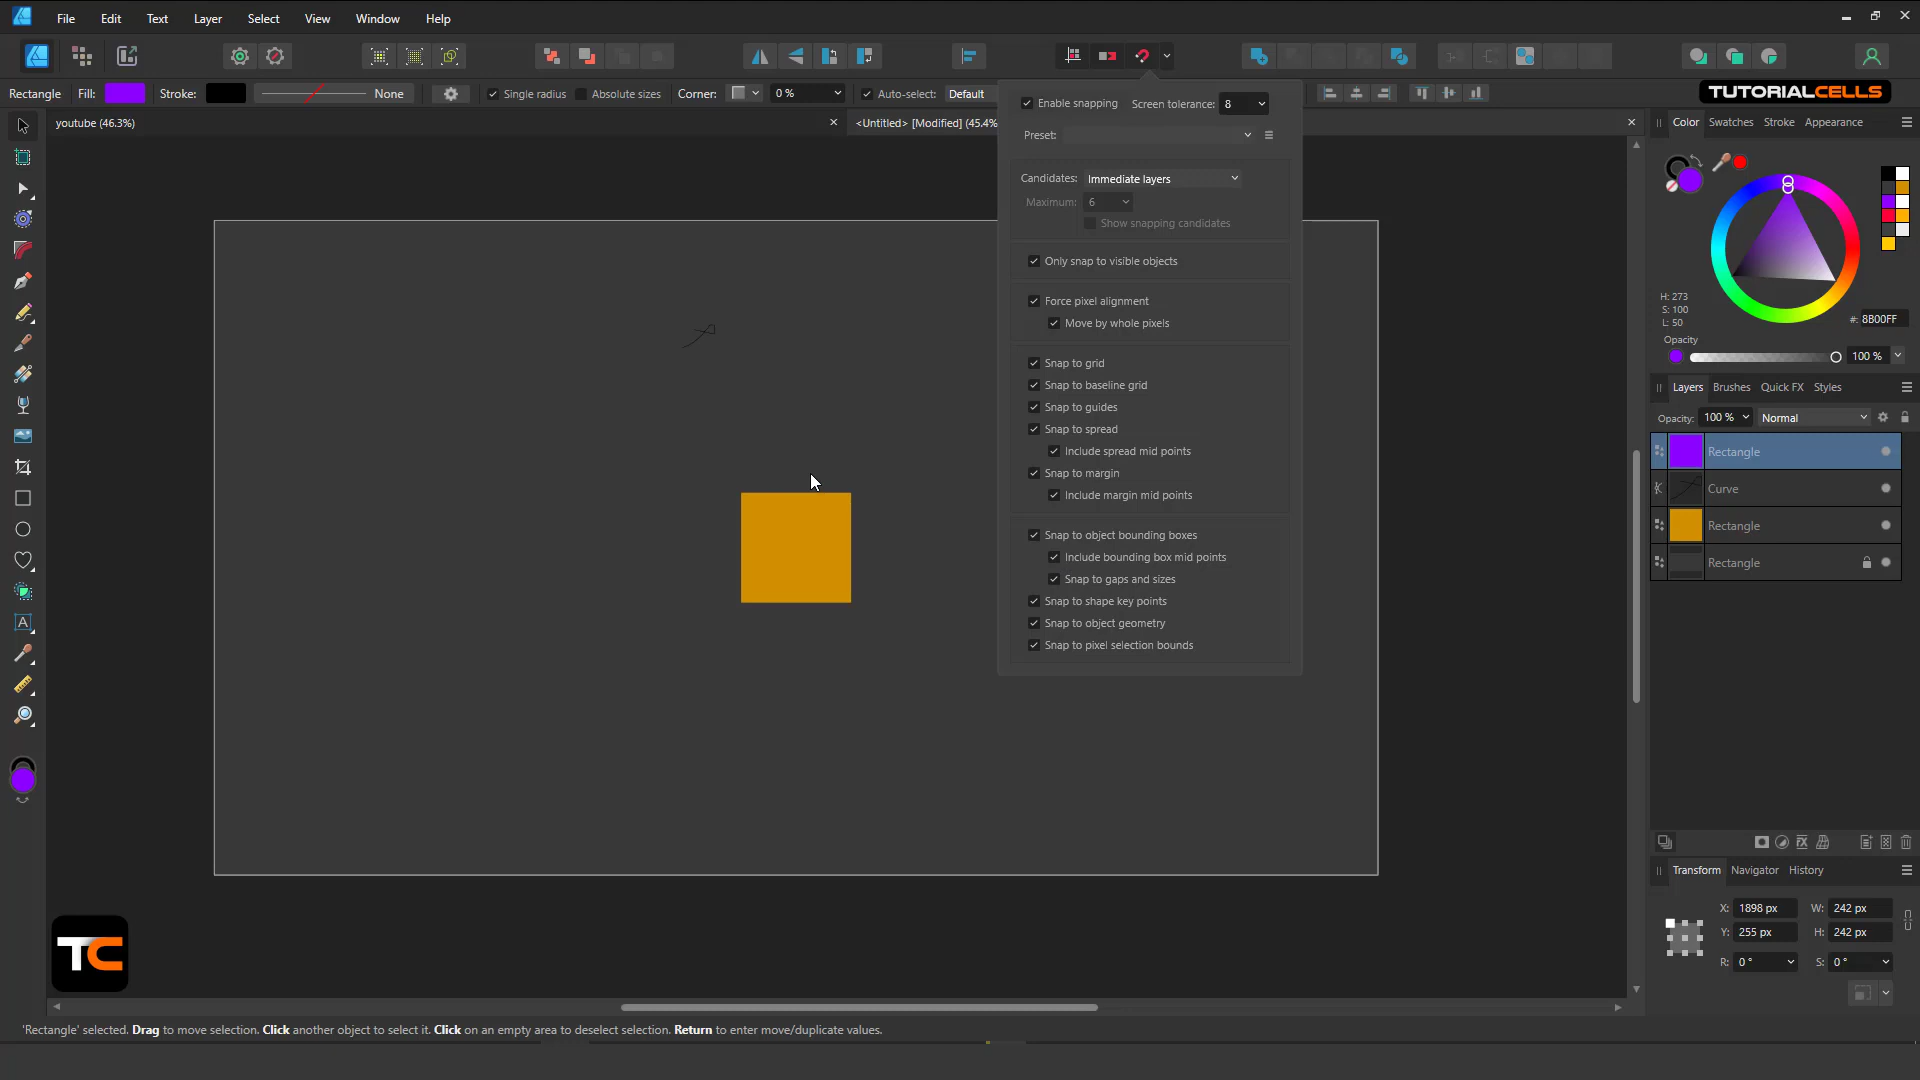 File Edit Text Layer Select View Window Help
Rectangle Fill: Stroke: None Single radius Absolute sizes Corner: 0 % Auto-select: Default
TUTORIALCELLS
youtube (46.3%)
<Untitled> [Modified] (45.4%
Enable snapping Screen tolerance: 8
Preset:
Candidates: Immediate layers
Maximum: 6
Show snapping candidates
Only snap to visible objects
Force pixel alignment
Move by whole pixels
Snap to grid
Snap to baseline grid
Snap to guides
Snap to spread
Include spread mid points
Snap to margin
Include margin mid points
Snap to object bounding boxes
Include bounding box mid points
Snap to gaps and sizes
Snap to shape key points
Snap to object geometry
Snap to pixel selection bounds
Color Swatches Stroke Appearance
H: 273
S: 100
L: 50
#: 8B00FF
Opacity
100 %
Layers Brushes Quick FX Styles
Opacity: 100 % Normal
Rectangle
Curve
Rectangle
Rectangle
Transform Navigator History
X: 1898 px W: 242 px
Y: 255 px H: 242 px
R: 0 ° S: 0 °
A
TC
'Rectangle' selected. Drag to move selection. Click another object to select it. Click on an empty area to deselect selection. Return to enter move/duplicate values.